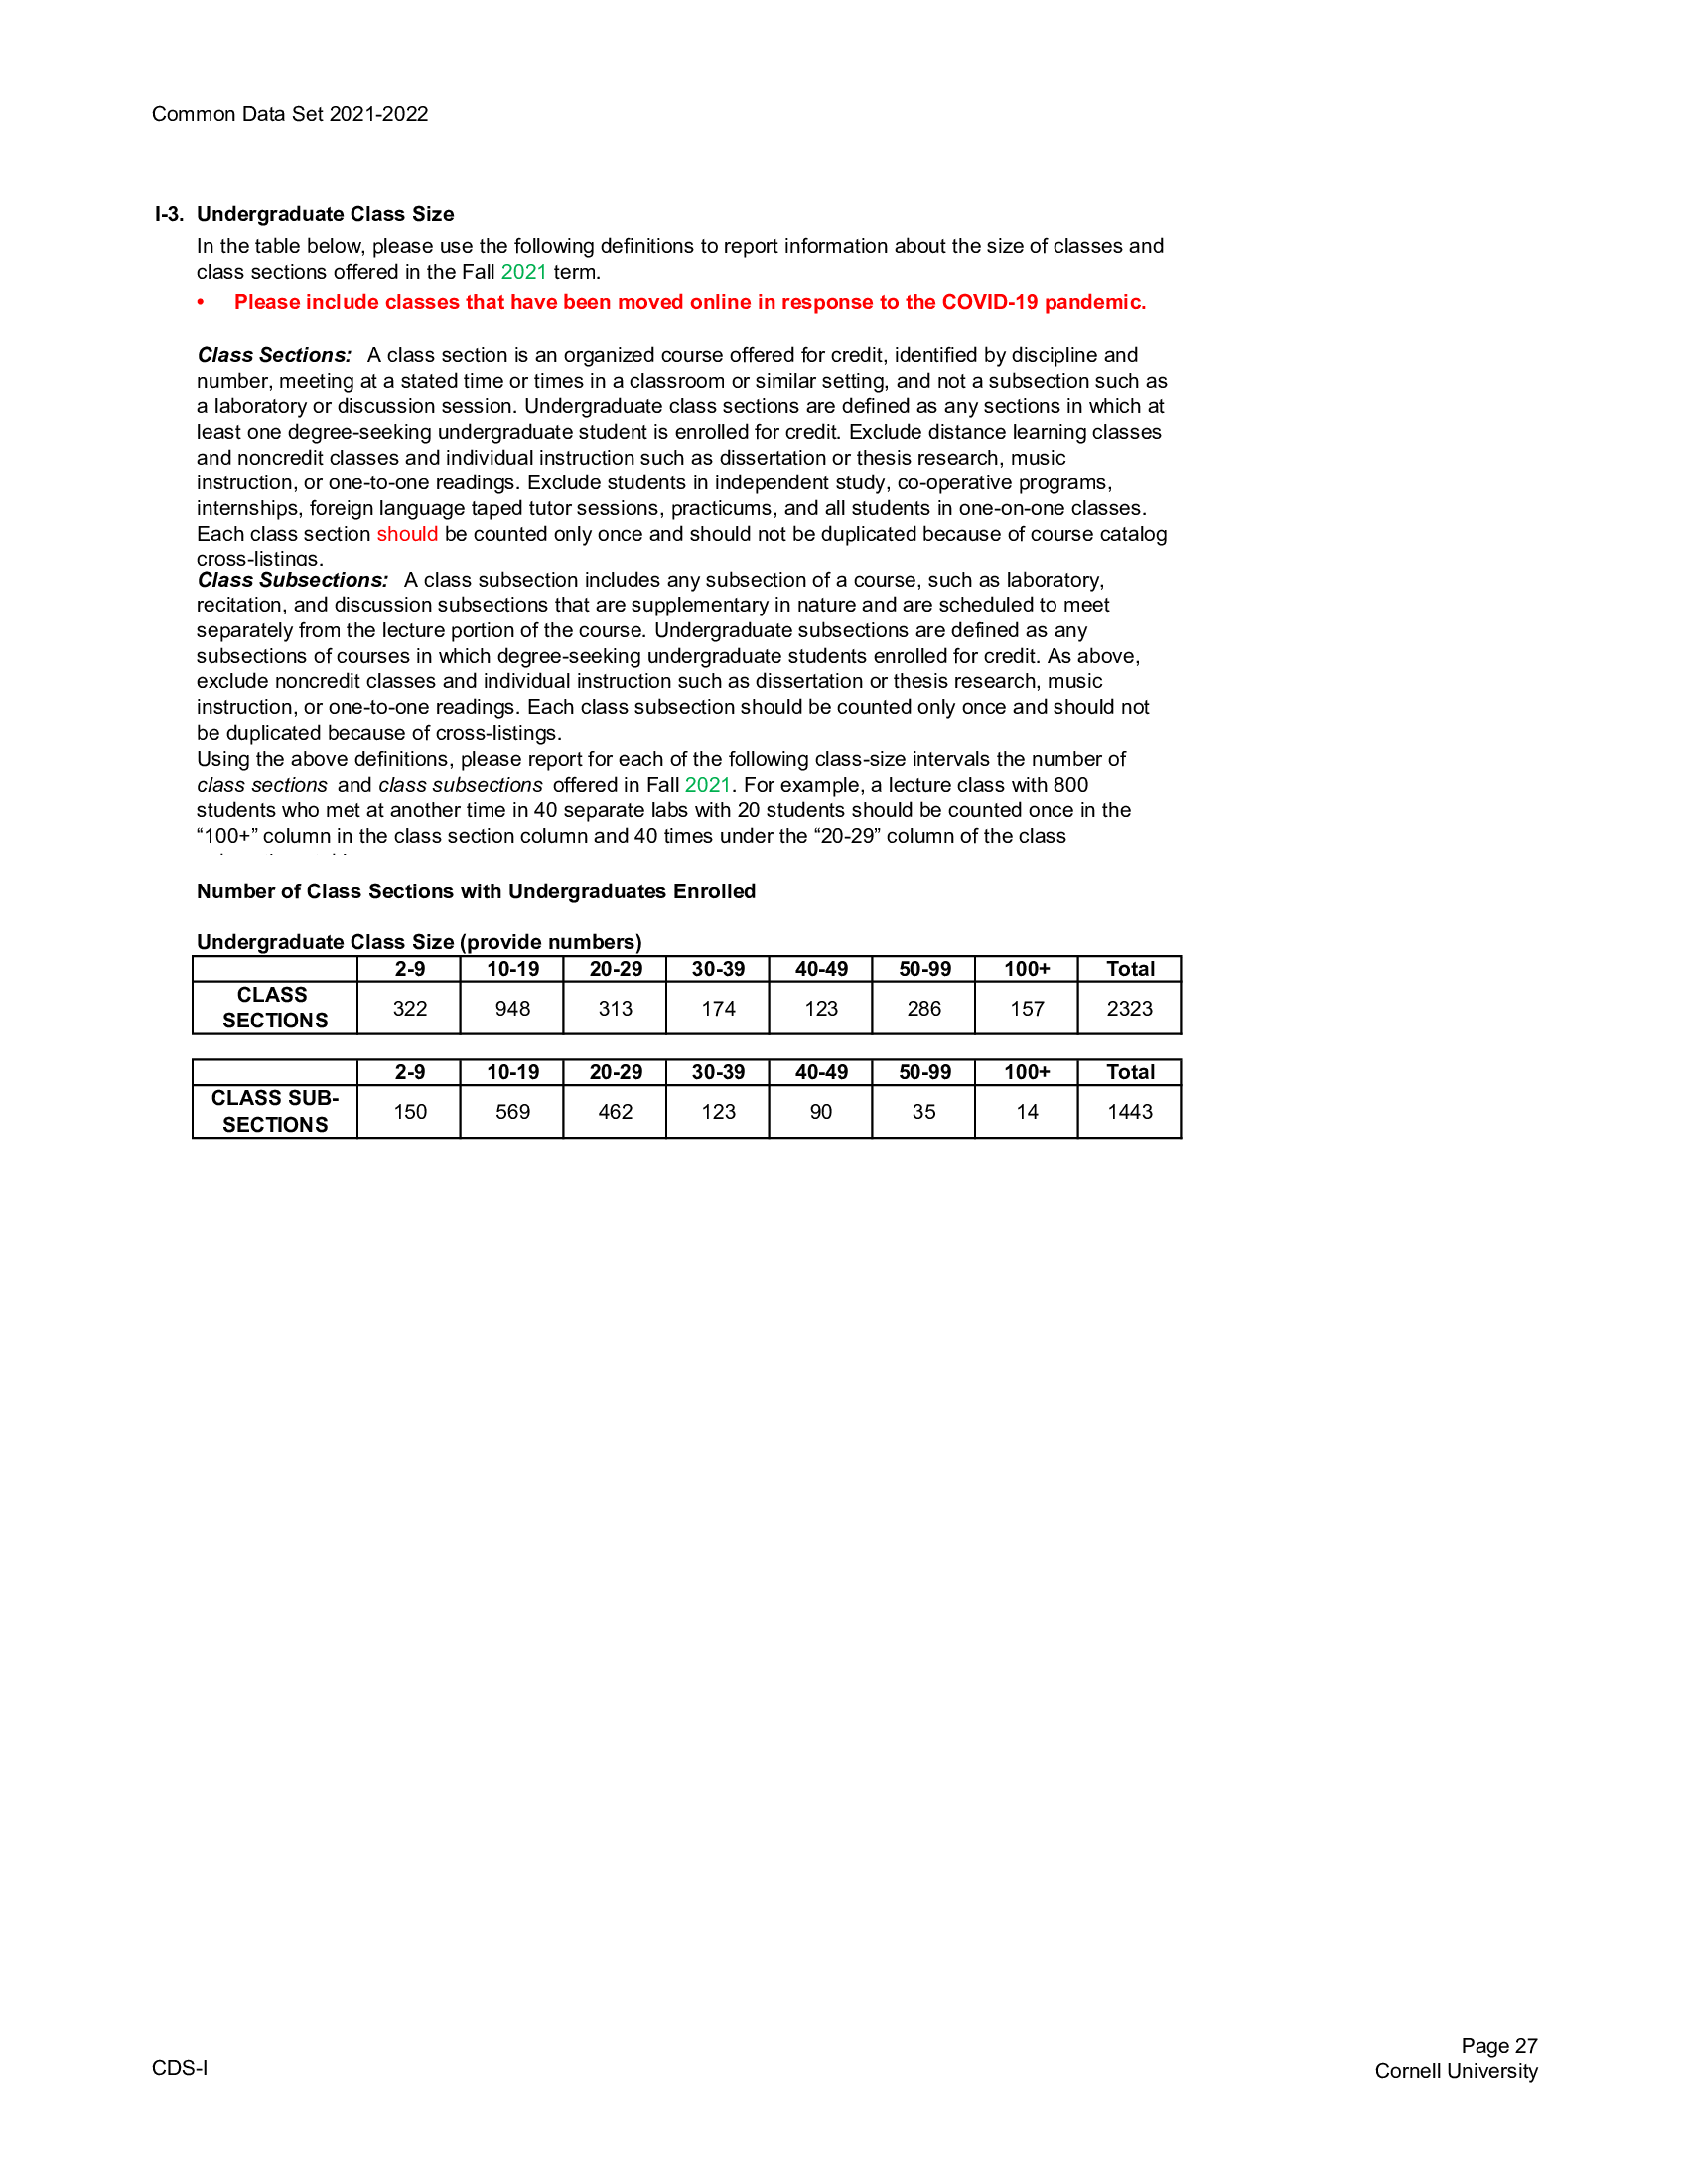 Common Data Set 2021-2022
I-3. Undergraduate Class Size
In the table below, please use the following definitions to report information about the size of classes and
class sections offered in the Fall 2021 term.
• Please include classes that have been moved online in response to the COVID-19 pandemic.
Class Sections: A class section is an organized course offered for credit, identified by discipline and
number, meeting at a stated time or times in a classroom or similar setting, and not a subsection such as
a laboratory or discussion session. Undergraduate class sections are defined as any sections in which at
least one degree-seeking undergraduate student is enrolled for credit. Exclude distance learning classes
and noncredit classes and individual instruction such as dissertation or thesis research, music
instruction, or one-to-one readings. Exclude students in independent study, co-operative programs,
internships, foreign language taped tutor sessions, practicums, and all students in one-on-one classes.
Each class section should be counted only once and should not be duplicated because of course catalog
cross-listings.
Class Subsections: A class subsection includes any subsection of a course, such as laboratory,
recitation, and discussion subsections that are supplementary in nature and are scheduled to meet
separately from the lecture portion of the course. Undergraduate subsections are defined as any
subsections of courses in which degree-seeking undergraduate students enrolled for credit. As above,
exclude noncredit classes and individual instruction such as dissertation or thesis research, music
instruction, or one-to-one readings. Each class subsection should be counted only once and should not
be duplicated because of cross-listings.
Using the above definitions, please report for each of the following class-size intervals the number of
class sections and class subsections offered in Fall 2021. For example, a lecture class with 800
students who met at another time in 40 separate labs with 20 students should be counted once in the
“100+” column in the class section column and 40 times under the “20-29” column of the class
Number of Class Sections with Undergraduates Enrolled
Undergraduate Class Size (provide numbers)
2-9 10-19 20-29 30-39 40-49 50-99 100+ Total
CLASS
SECTIONS 322 948 313 174 123 286 157 2323
2-9 10-19 20-29 30-39 40-49 50-99 100+ Total
CLASS SUB-
SECTIONS 150 569 462 123 90 35 14 1443
CDS-I
Page 27
Cornell University